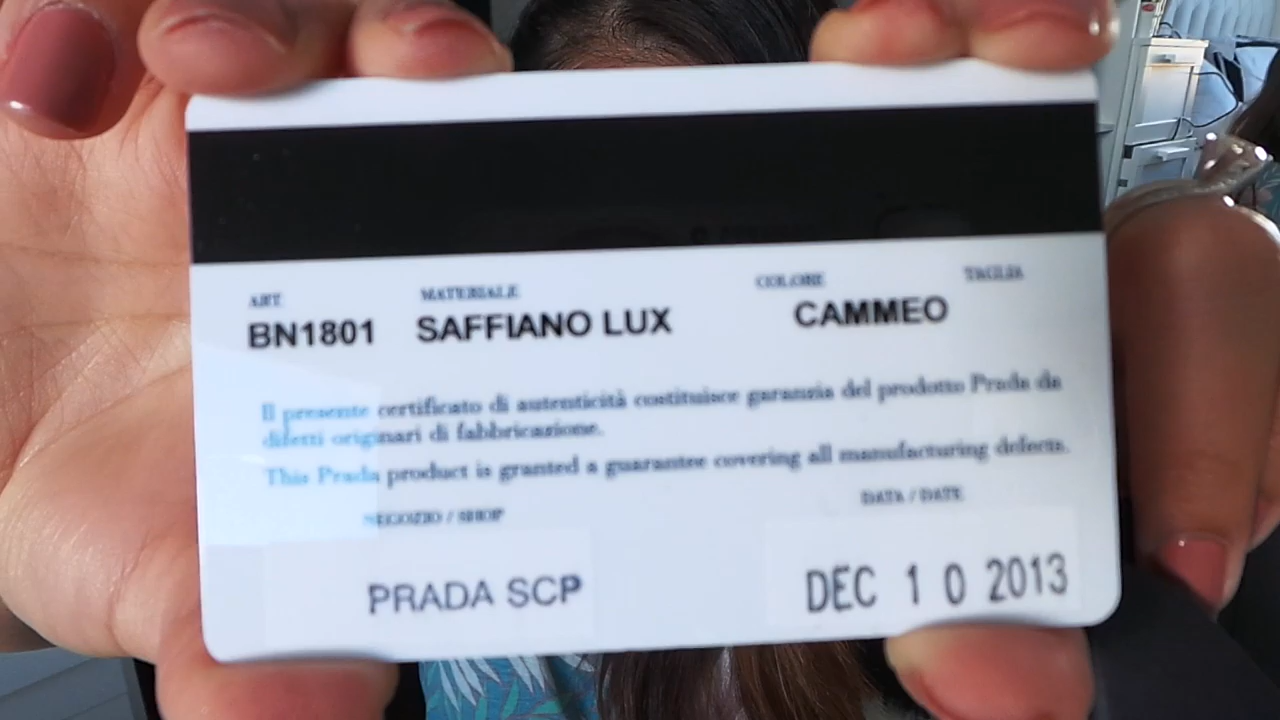 ART MATERIALE COLORE TAGLIA
BN1801 SAFFIANO LUX CAMMEO
Il presente certificato di autenticità costituisce garanzia del prodotto Prada da
difetti originari di fabbricazione.
This Prada product is granted a guarantee covering all manufacturing defects.
NEGOZIO / SHOP DATA / DATE
PRADA SCP DEC 10 2013